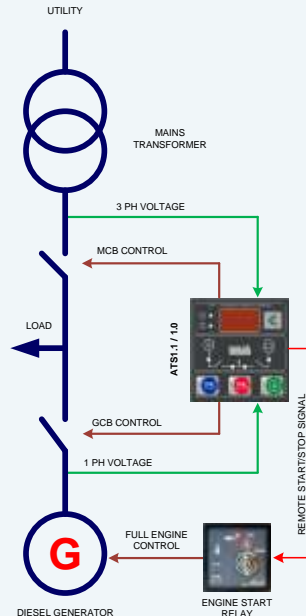 UTILITY
MAINS
TRANSFORMER
3 PH VOLTAGE
MCB CONTROL
LOAD
ATS1.1 / 1.0
GCB CONTROL
1 PH VOLTAGE
REMOTE START/STOP SIGNAL
FULL ENGINE
CONTROL
G
DIESEL GENERATOR
ENGINE START
RELAY